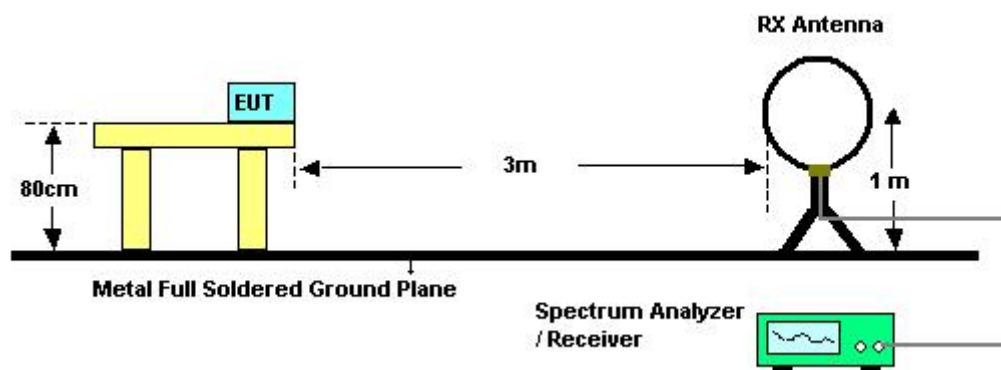 RX Antenna
EUT
3m
80cm
1 m
Metal Full Soldered Ground Plane
Spectrum Analyzer
/ Receiver